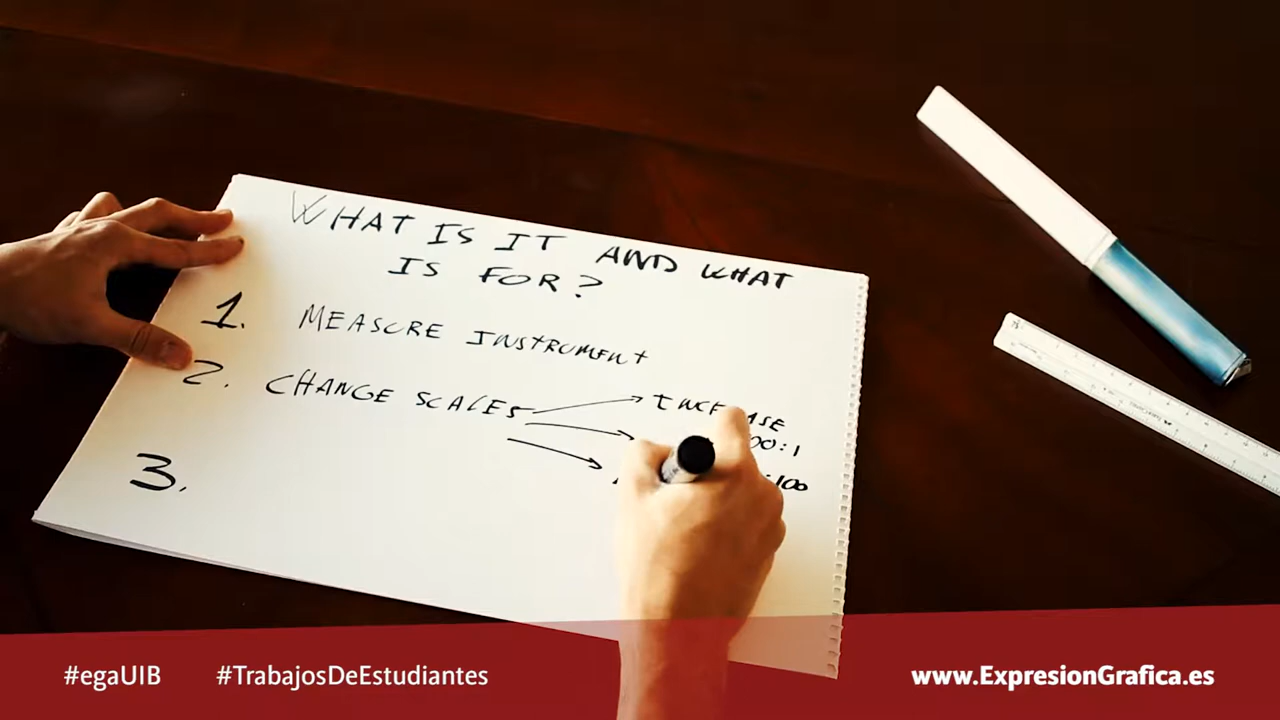 WHAT IS IT AND WHAT
IS FOR?
1. MEASURE INSTRUMENT
2. CHANGE SCALES
3.
#egaUIB #TrabajosDeEstudiantes www.ExpresionGrafica.es